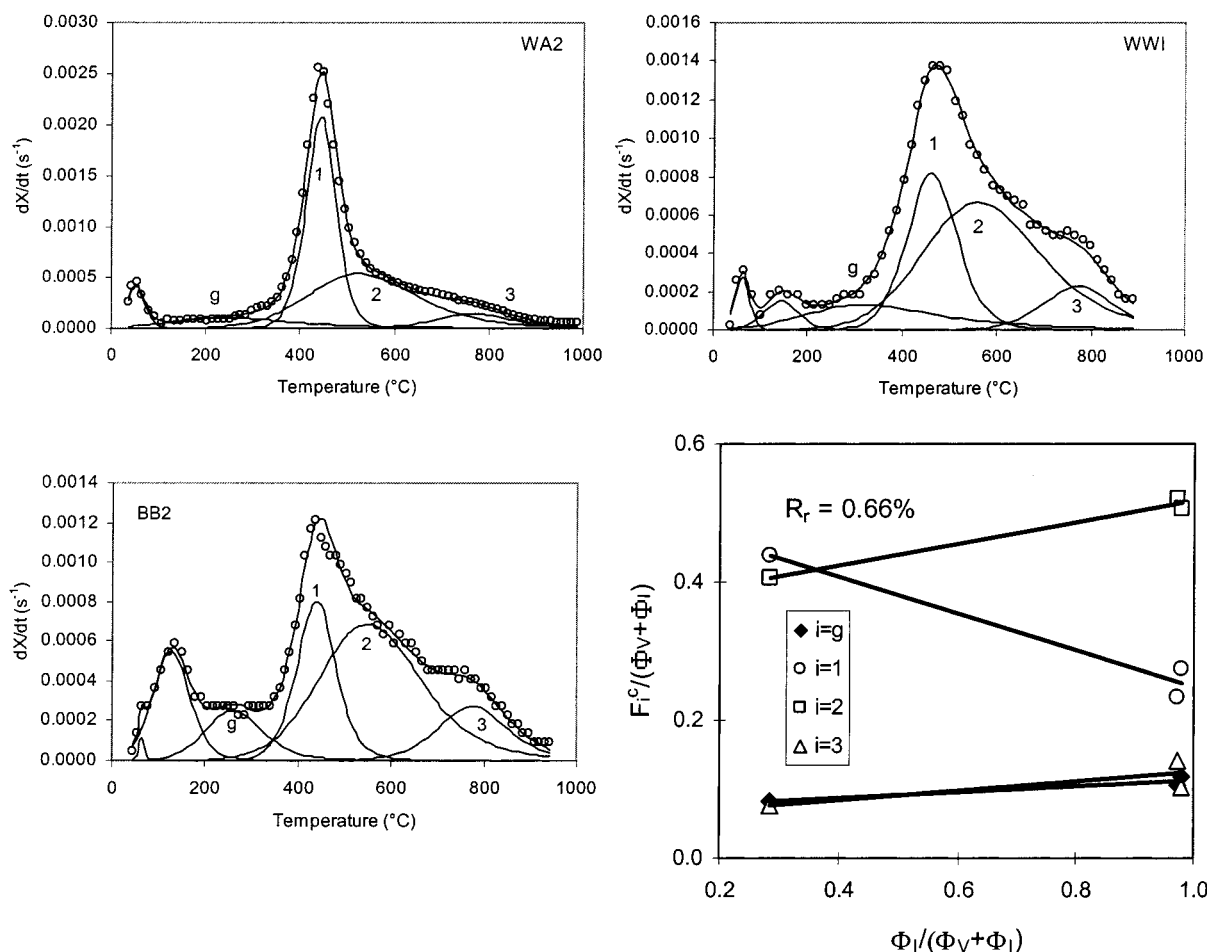 WA2
dX/dt (s⁻¹)
0.0030
0.0025
0.0020
0.0015
0.0010
0.0005
0.0000
g
1
2
3
0 200 400 600 800 1000
Temperature (°C)
WWI
dX/dt (s⁻¹)
0.0016
0.0014
0.0012
0.0010
0.0008
0.0006
0.0004
0.0002
0.0000
g
1
2
3
0 200 400 600 800 1000
Temperature (°C)
BB2
dX/dt (s⁻¹)
0.0014
0.0012
0.0010
0.0008
0.0006
0.0004
0.0002
0.0000
g
1
2
3
0 200 400 600 800 1000
Temperature (°C)
Fᵢᶜ/(Φ_V+Φ_I)
0.6
0.4
0.2
0.0
R_r = 0.66%
i=g
i=1
i=2
i=3
0.2 0.4 0.6 0.8 1.0
Φ_I/(Φ_V+Φ_I)